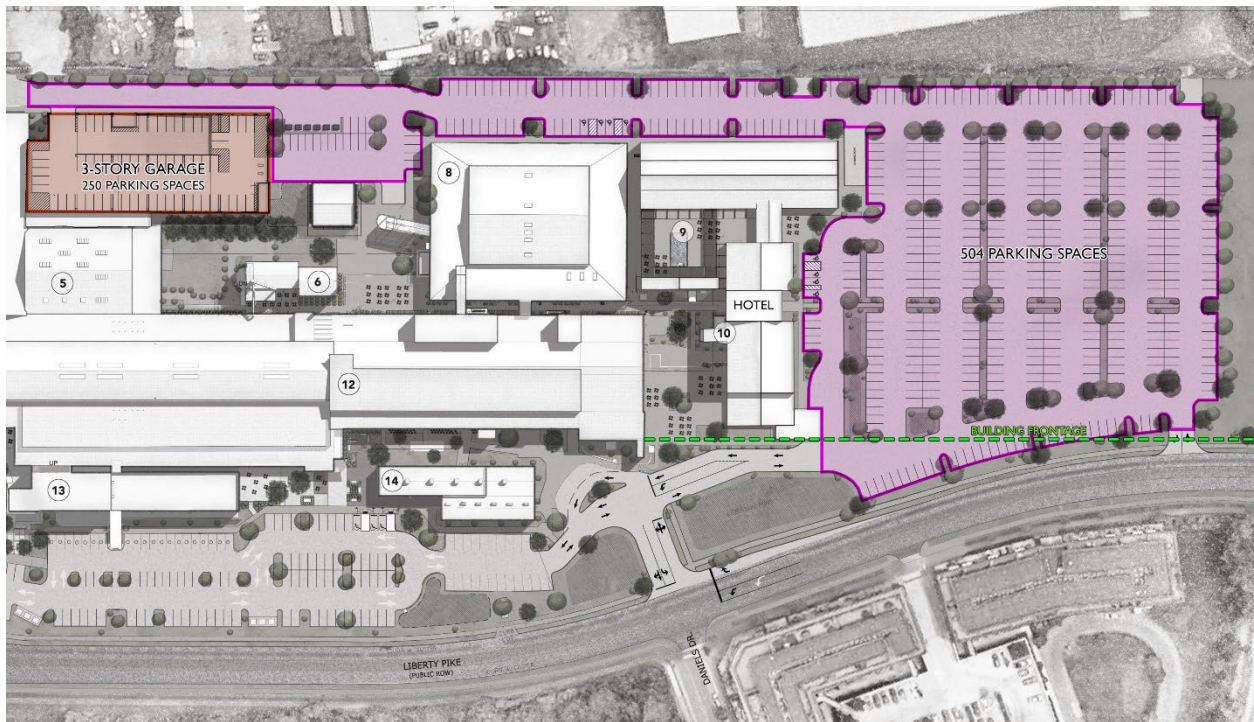 3-STORY GARAGE
250 PARKING SPACES
8
9
5
6
504 PARKING SPACES
HOTEL
10
12
BUILDING FRONTAGE
UP
13
14
LIBERTY PIKE
(PUBLIC ROW)
DANIELS DR.